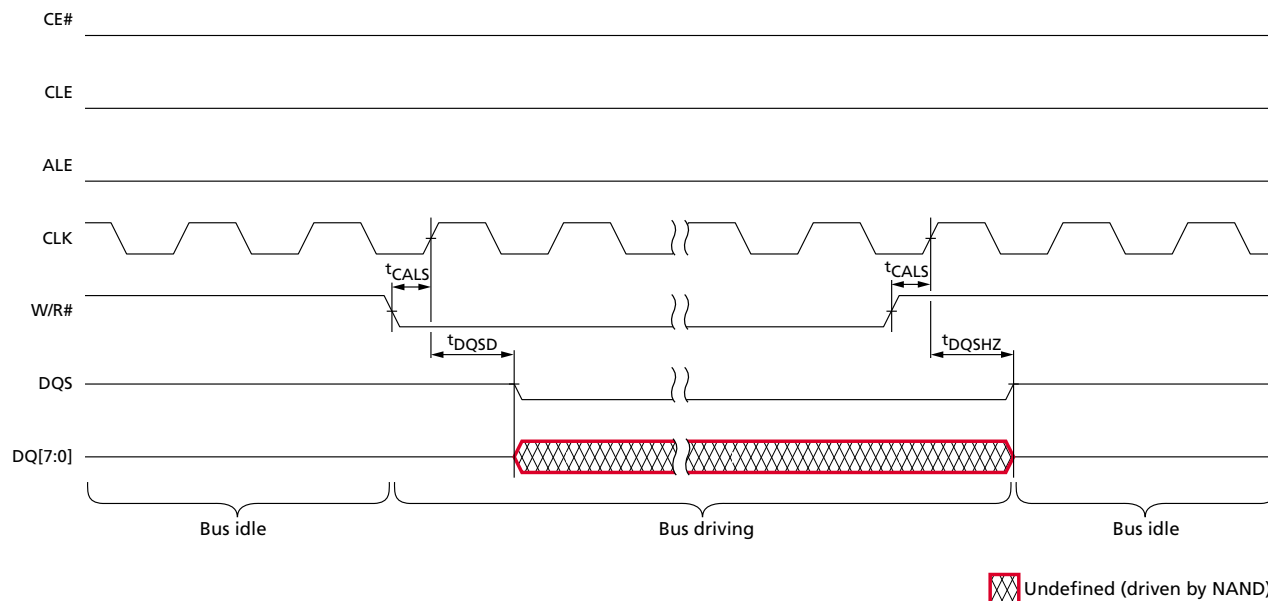 CE#
CLE
ALE
CLK
tCALS
tCALS
W/R#
tDQSD
tDQSHZ
DQS
DQ[7:0]
Bus idle
Bus driving
Bus idle
Undefined (driven by NAND)